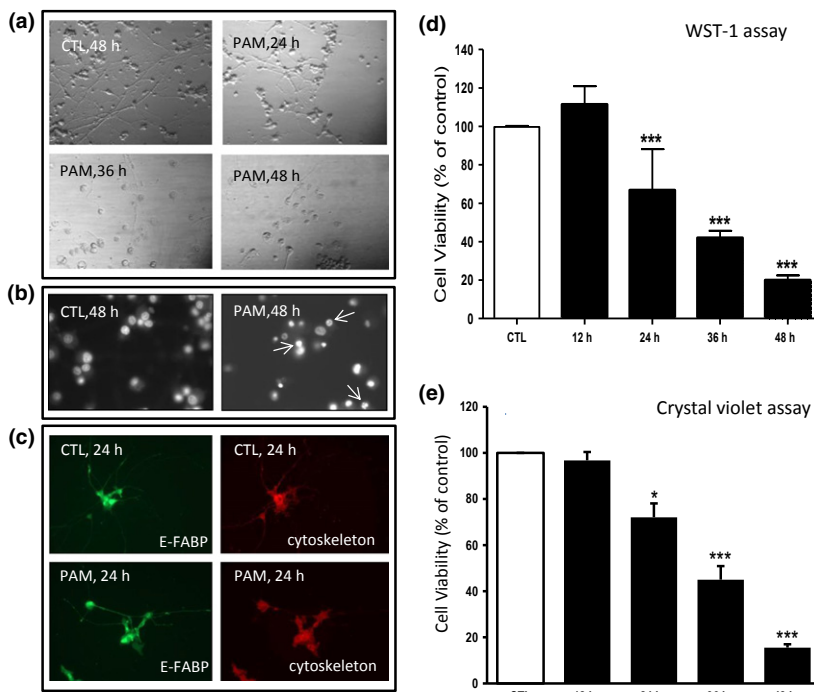 (a)
CTL,48 h
PAM,24 h
PAM,36 h
PAM,48 h
(b)
CTL,48 h
PAM,48 h
(c)
CTL, 24 h
E-FABP
CTL, 24 h
cytoskeleton
PAM, 24 h
E-FABP
PAM, 24 h
cytoskeleton
(d)
WST-1 assay
Cell Viability (% of control)
140
120
100
80
60
40
20
0
***
***
***
CTL
12 h
24 h
36 h
48 h
(e)
Crystal violet assay
Cell Viability (% of control)
120
100
80
60
40
20
0
*
***
***